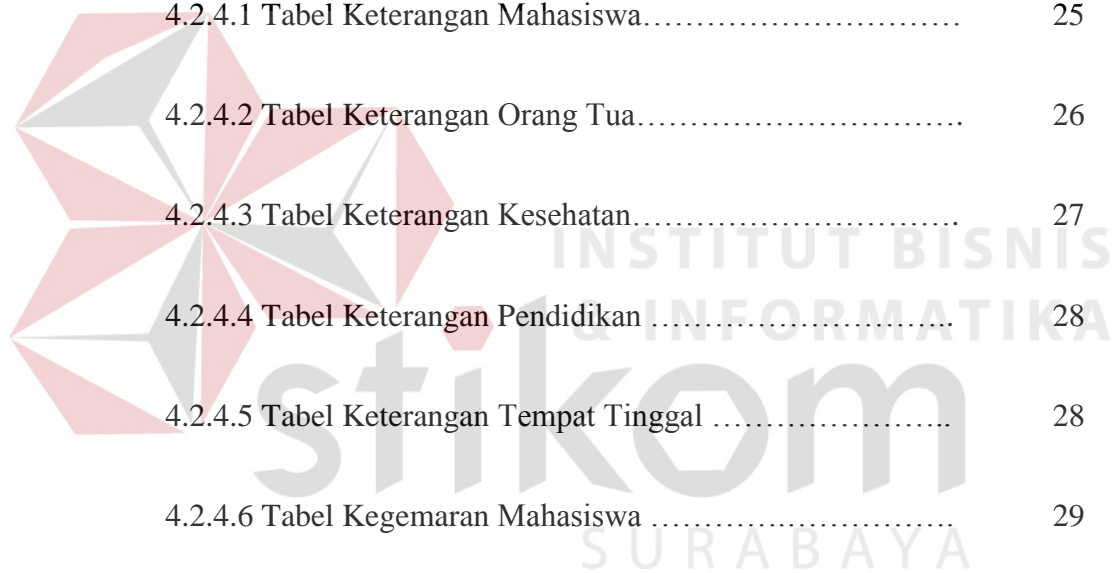 4.2.4.1 Tabel Keterangan Mahasiswa………………………… 25
4.2.4.2 Tabel Keterangan Orang Tua…………………………. 26
4.2.4.3 Tabel Keterangan Kesehatan…………………………. 27
INSTITUT BISNIS
& INFORMATIKA
4.2.4.4 Tabel Keterangan Pendidikan ……………………….. 28
stikom
4.2.4.5 Tabel Keterangan Tempat Tinggal ………………….. 28
4.2.4.6 Tabel Kegemaran Mahasiswa ………….……………. 29
SURABAYA